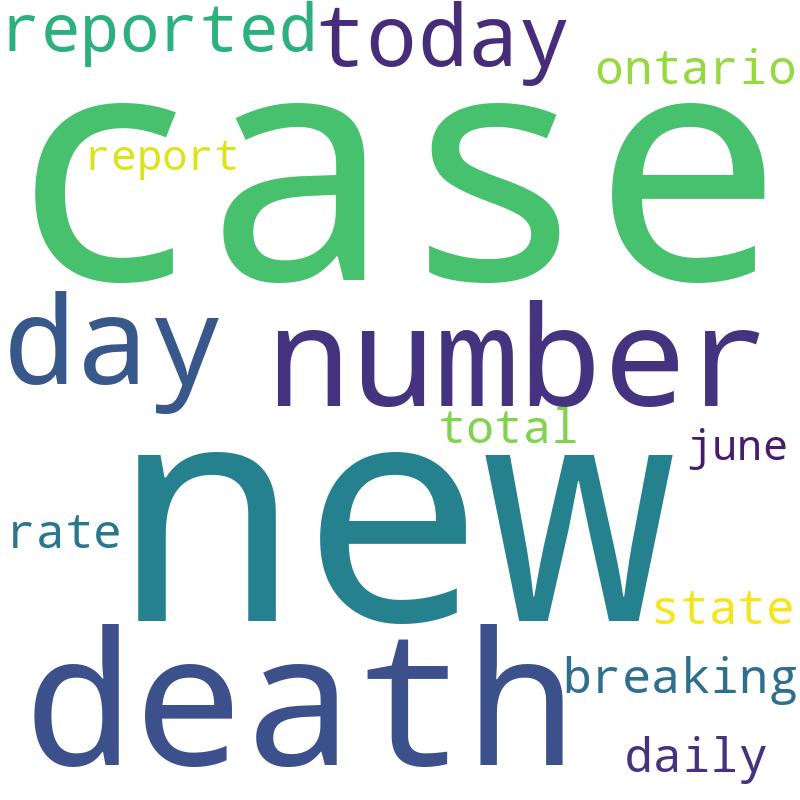 reported today
ontario
case
report
day number
total
june
new
rate
state
death
breaking
daily